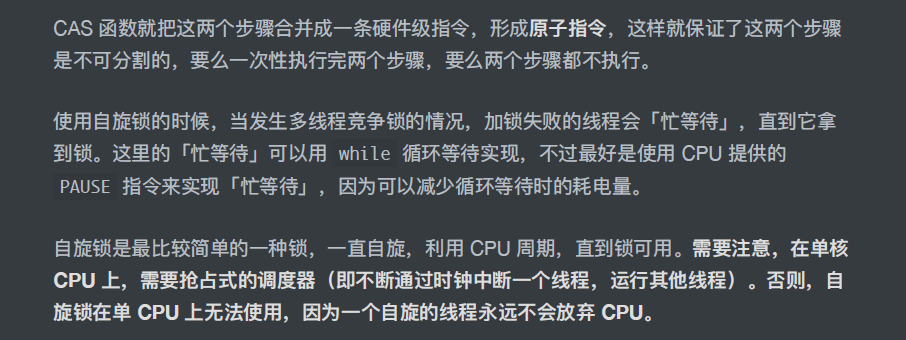 CAS 函数就把这两个步骤合并成一条硬件级指令，形成原子指令，这样就保证了这两个步骤
是不可分割的，要么一次性执行完两个步骤，要么两个步骤都不执行。
使用自旋锁的时候，当发生多线程竞争锁的情况，加锁失败的线程会「忙等待」，直到它拿
到锁。这里的「忙等待」可以用 while 循环等待实现，不过最好是使用 CPU 提供的
PAUSE 指令来实现「忙等待」，因为可以减少循环等待时的耗电量。
自旋锁是最比较简单的一种锁，一直自旋，利用 CPU 周期，直到锁可用。需要注意，在单核
CPU 上，需要抢占式的调度器（即不断通过时钟中断一个线程，运行其他线程）。否则，自
旋锁在单 CPU 上无法使用，因为一个自旋的线程永远不会放弃 CPU。